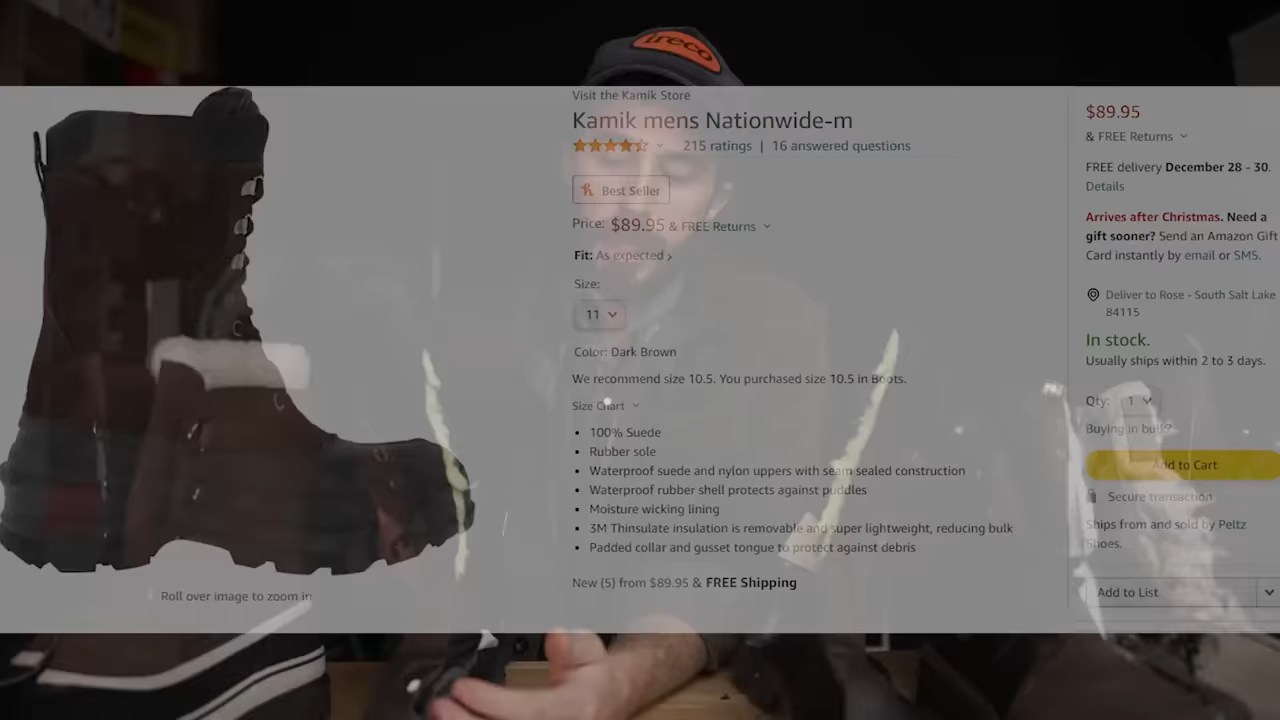 ireco
Visit the Kamik Store
Kamik mens Nationwide-m
215 ratings | 16 answered questions
Best Seller
Price: $89.95 & FREE Returns
Fit: As expected
Size:
11
Color: Dark Brown
We recommend size 10.5. You purchased size 10.5 in Boots.
Size Chart
• 100% Suede
• Rubber sole
• Waterproof suede and nylon uppers with seam sealed construction
• Waterproof rubber shell protects against puddles
• Moisture wicking lining
• 3M Thinsulate insulation is removable and super lightweight, reducing bulk
• Padded collar and gusset tongue to protect against debris
New (5) from $89.95 & FREE Shipping
Roll over image to zoom in
$89.95
& FREE Returns
FREE delivery December 28 - 30.
Details
Arrives after Christmas. Need a
gift sooner? Send an Amazon Gift
Card instantly by email or SMS.
Deliver to Rose - South Salt Lake
84115
In stock.
Usually ships within 2 to 3 days.
Qty: 1
Buying in bulk?
Add to Cart
Secure transaction
Ships from and sold by Peltz
Shoes.
Add to List